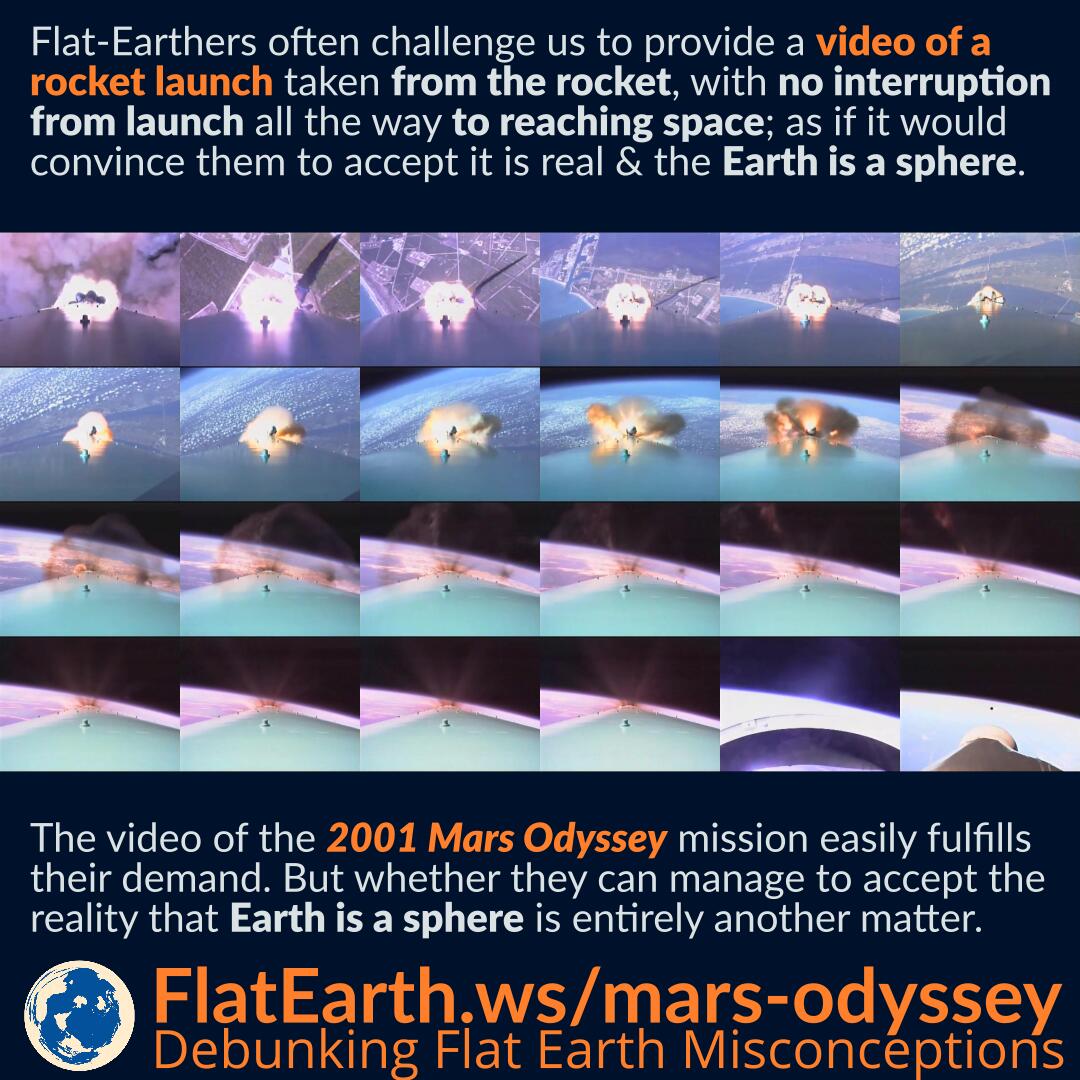 Flat-Earthers often challenge us to provide a video of a
rocket launch taken from the rocket, with no interruption
from launch all the way to reaching space; as if it would
convince them to accept it is real & the Earth is a sphere.
The video of the 2001 Mars Odyssey mission easily fulfills
their demand. But whether they can manage to accept the
reality that Earth is a sphere is entirely another matter.
FlatEarth.ws/mars-odyssey
Debunking Flat Earth Misconceptions